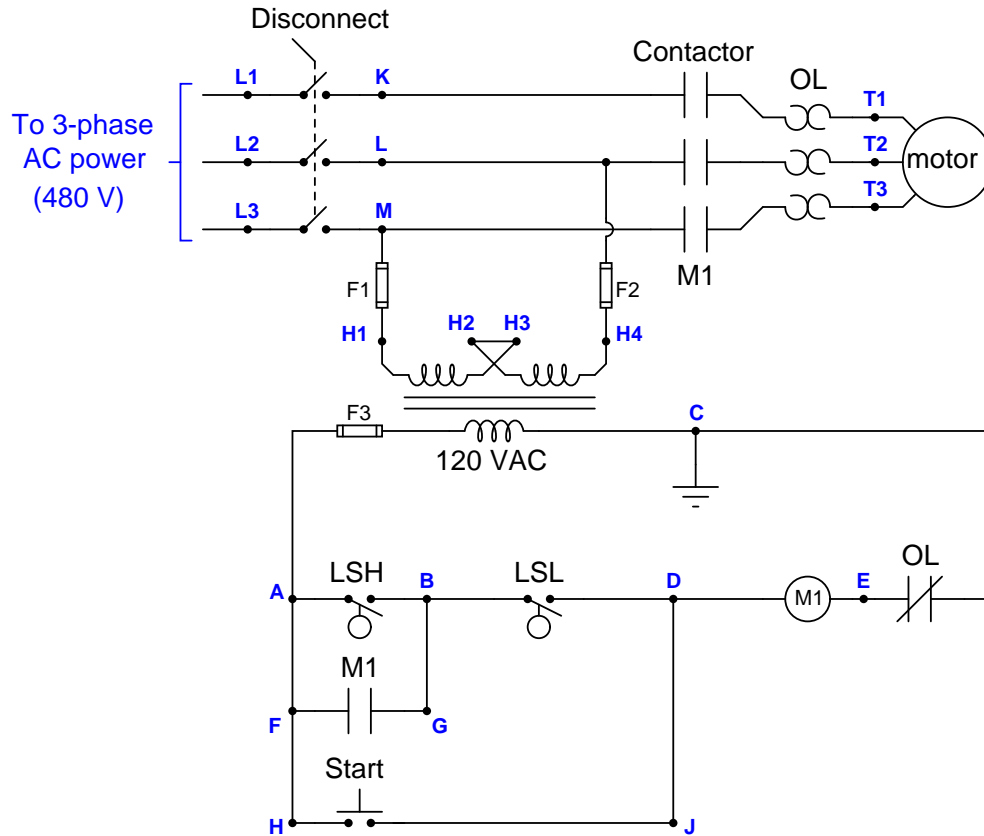 Disconnect
Contactor
OL
L1
K
T1
To 3-phase
AC power
(480 V)
L2
L
T2
motor
L3
M
T3
M1
F1
F2
H1
H2
H3
H4
F3
C
120 VAC
A
LSH
B
LSL
D
E
OL
M1
M1
F
G
Start
H
J